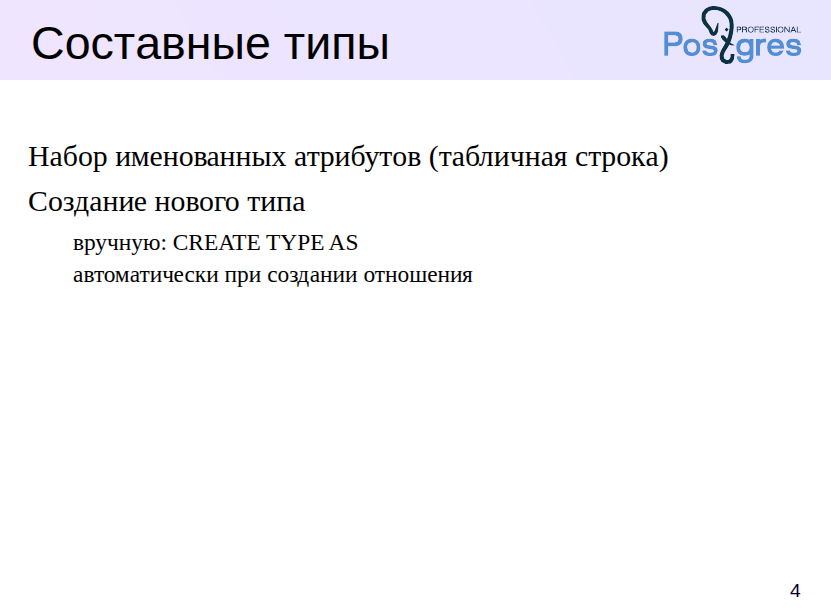 Составные типы
PROFESSIONAL
Postgres
Набор именованных атрибутов (табличная строка)
Создание нового типа
вручную: CREATE TYPE AS
автоматически при создании отношения
4